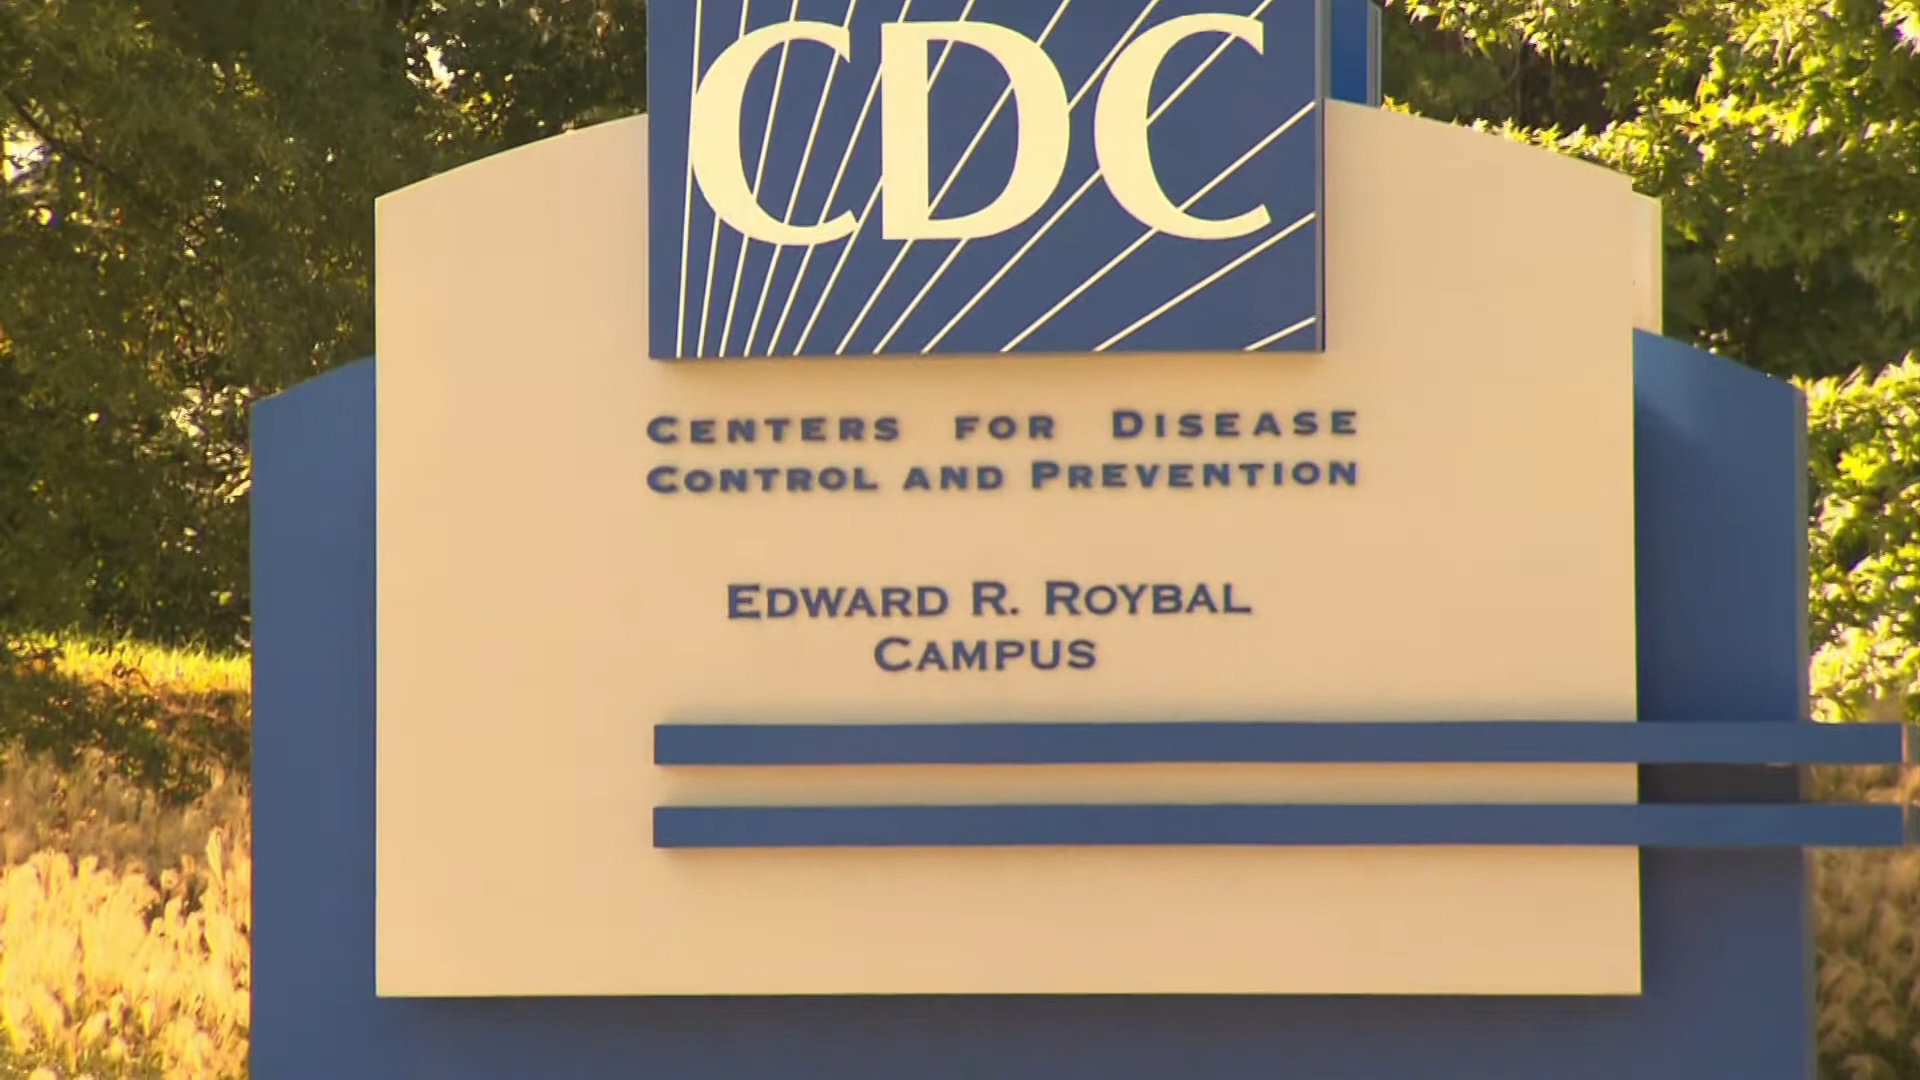 CDC
CENTERS FOR DISEASE
CONTROL AND PREVENTION
EDWARD R. ROYBAL
CAMPUS